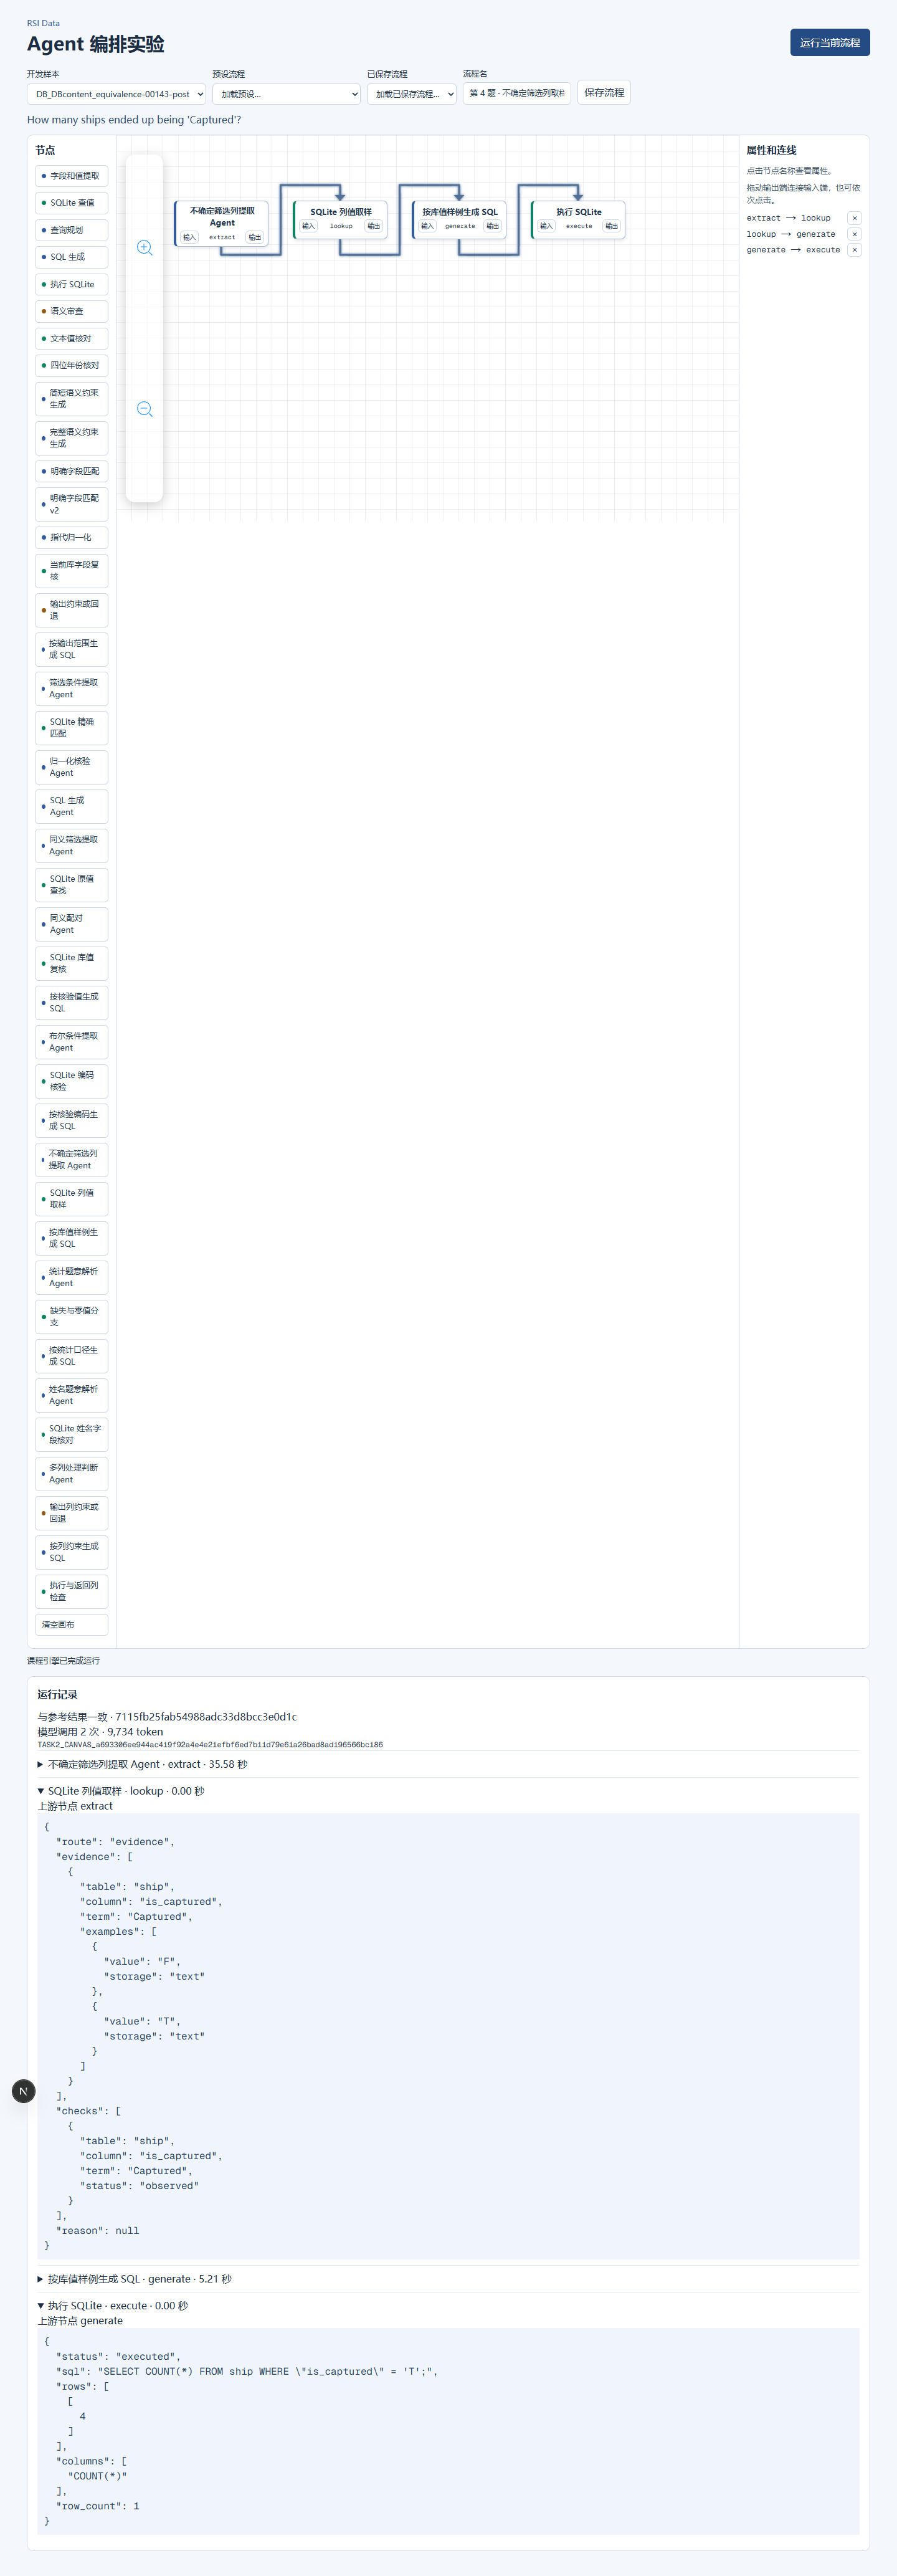 RSI Data
Agent 编排实验
运行当前流程
开发样本
预设流程
已保存流程
流程名
DB_DBcontent_equivalence-00143-post
加载预设...
加载已保存流程...
第 4 题 · 不确定筛选列取样
保存流程
How many ships ended up being 'Captured'?
节点
字段和值提取
SQLite 查值
查询规划
SQL 生成
执行 SQLite
语义审查
文本值核对
四位年份核对
简短语义约束
生成
完整语义约束
生成
明确字段匹配
明确字段匹配
v2
指代归一化
当前库字段复
核
输出约束或回
退
按输出范围生
成 SQL
筛选条件提取
Agent
SQLite 精确
匹配
归一化核验
Agent
SQL 生成
Agent
同义筛选提取
Agent
SQLite 原值
查找
同义配对
Agent
SQLite 库值
复核
按核验值生成
SQL
布尔条件提取
Agent
SQLite 编码
核验
按核验编码生
成 SQL
不确定筛选列
提取 Agent
SQLite 列值
取样
按库值样例生
成 SQL
统计题意解析
Agent
缺失与零值分
支
按统计口径生
成 SQL
姓名题意解析
Agent
SQLite 姓名字
段核对
多列处理判断
Agent
输出列约束或
回退
按列约束生成
SQL
执行与返回列
检查
清空画布
不确定筛选列提取
Agent
输入 extract 输出
SQLite 列值取样
输入 lookup 输出
按库值样例生成 SQL
输入 generate 输出
执行 SQLite
输入 execute 输出
属性和连线
点击节点名称查看属性。
拖动输出端连接输入端，也可依
次点击。
extract → lookup ×
lookup → generate ×
generate → execute ×
课程引擎已完成运行
运行记录
与参考结果一致 · 7115fb25fab54988adc33d8bcc3e0d1c
模型调用 2 次 · 9,734 token
TASK2_CANVAS_a693306ee944ac419f92a4e4e21efbf6ed7b11d79e61a26bad8ad196566bc186
▶ 不确定筛选列提取 Agent · extract · 35.58 秒
▼ SQLite 列值取样 · lookup · 0.00 秒
上游节点 extract
{
  "route": "evidence",
  "evidence": [
    {
      "table": "ship",
      "column": "is_captured",
      "term": "Captured",
      "examples": [
        {
          "value": "F",
          "storage": "text"
        },
        {
          "value": "T",
          "storage": "text"
        }
      ]
    }
  ],
  "checks": [
    {
      "table": "ship",
      "column": "is_captured",
      "term": "Captured",
      "status": "observed"
    }
  ],
  "reason": null
}
▶ 按库值样例生成 SQL · generate · 5.21 秒
▼ 执行 SQLite · execute · 0.00 秒
上游节点 generate
{
  "status": "executed",
  "sql": "SELECT COUNT(*) FROM ship WHERE \"is_captured\" = 'T';",
  "rows": [
    [
      4
    ]
  ],
  "columns": [
    "COUNT(*)"
  ],
  "row_count": 1
}
N